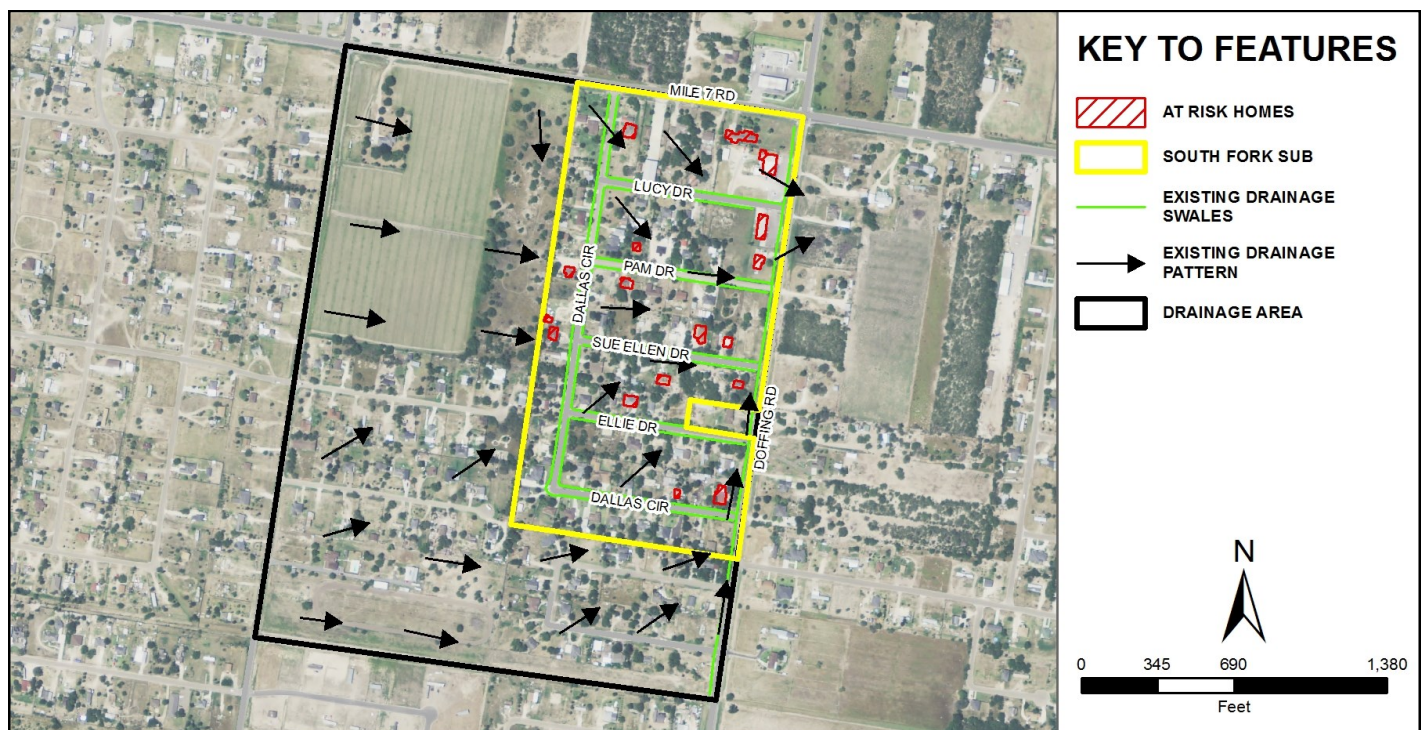 MILE 7 RD
LUCY DR
PAM DR
DALLAS CIR
SUE ELLEN DR
ELLIE DR
DOFFING RD
DALLAS CIR
KEY TO FEATURES
AT RISK HOMES
SOUTH FORK SUB
EXISTING DRAINAGE
SWALES
EXISTING DRAINAGE
PATTERN
DRAINAGE AREA
N
0 345 690 1,380
Feet